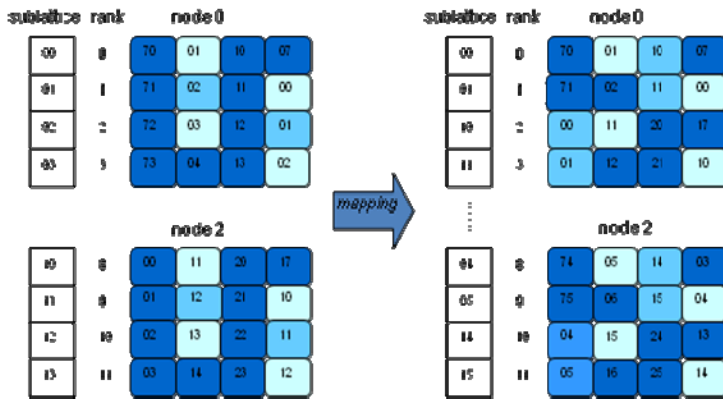 sublattice rank node 0
00 0 70 01 10 07
01 1 71 02 11 00
02 2 72 03 12 01
03 3 73 04 13 02
node 2
10 8 00 11 20 17
11 9 01 12 21 10
12 10 02 13 22 11
13 11 03 14 23 12
mapping
sublattice rank node 0
00 0 70 01 10 07
01 1 71 02 11 00
10 2 00 11 20 17
11 3 01 12 21 10
node 2
04 8 74 05 14 03
05 9 75 06 15 04
14 10 04 15 24 13
15 11 05 16 25 14